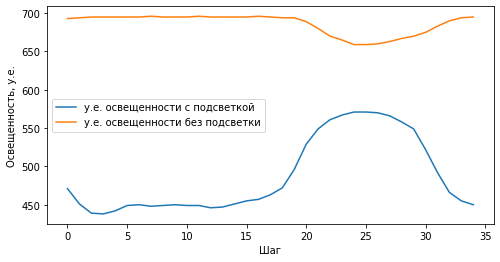 700
650
600
550
500
450
Освещенность, у.е.
у.е. освещенности с подсветкой
у.е. освещенности без подсветки
0 5 10 15 20 25 30 35
Шаг